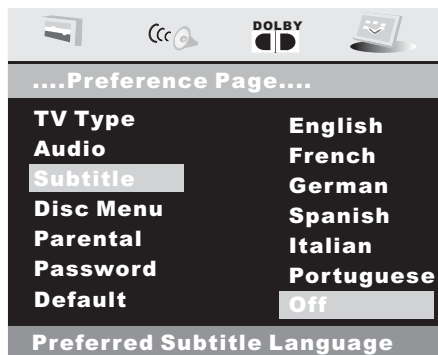 DOLBY
....Preference Page....
TV Type
Audio
Subtitle
Disc Menu
Parental
Password
Default
English
French
German
Spanish
Italian
Portuguese
Off
Preferred Subtitle Language